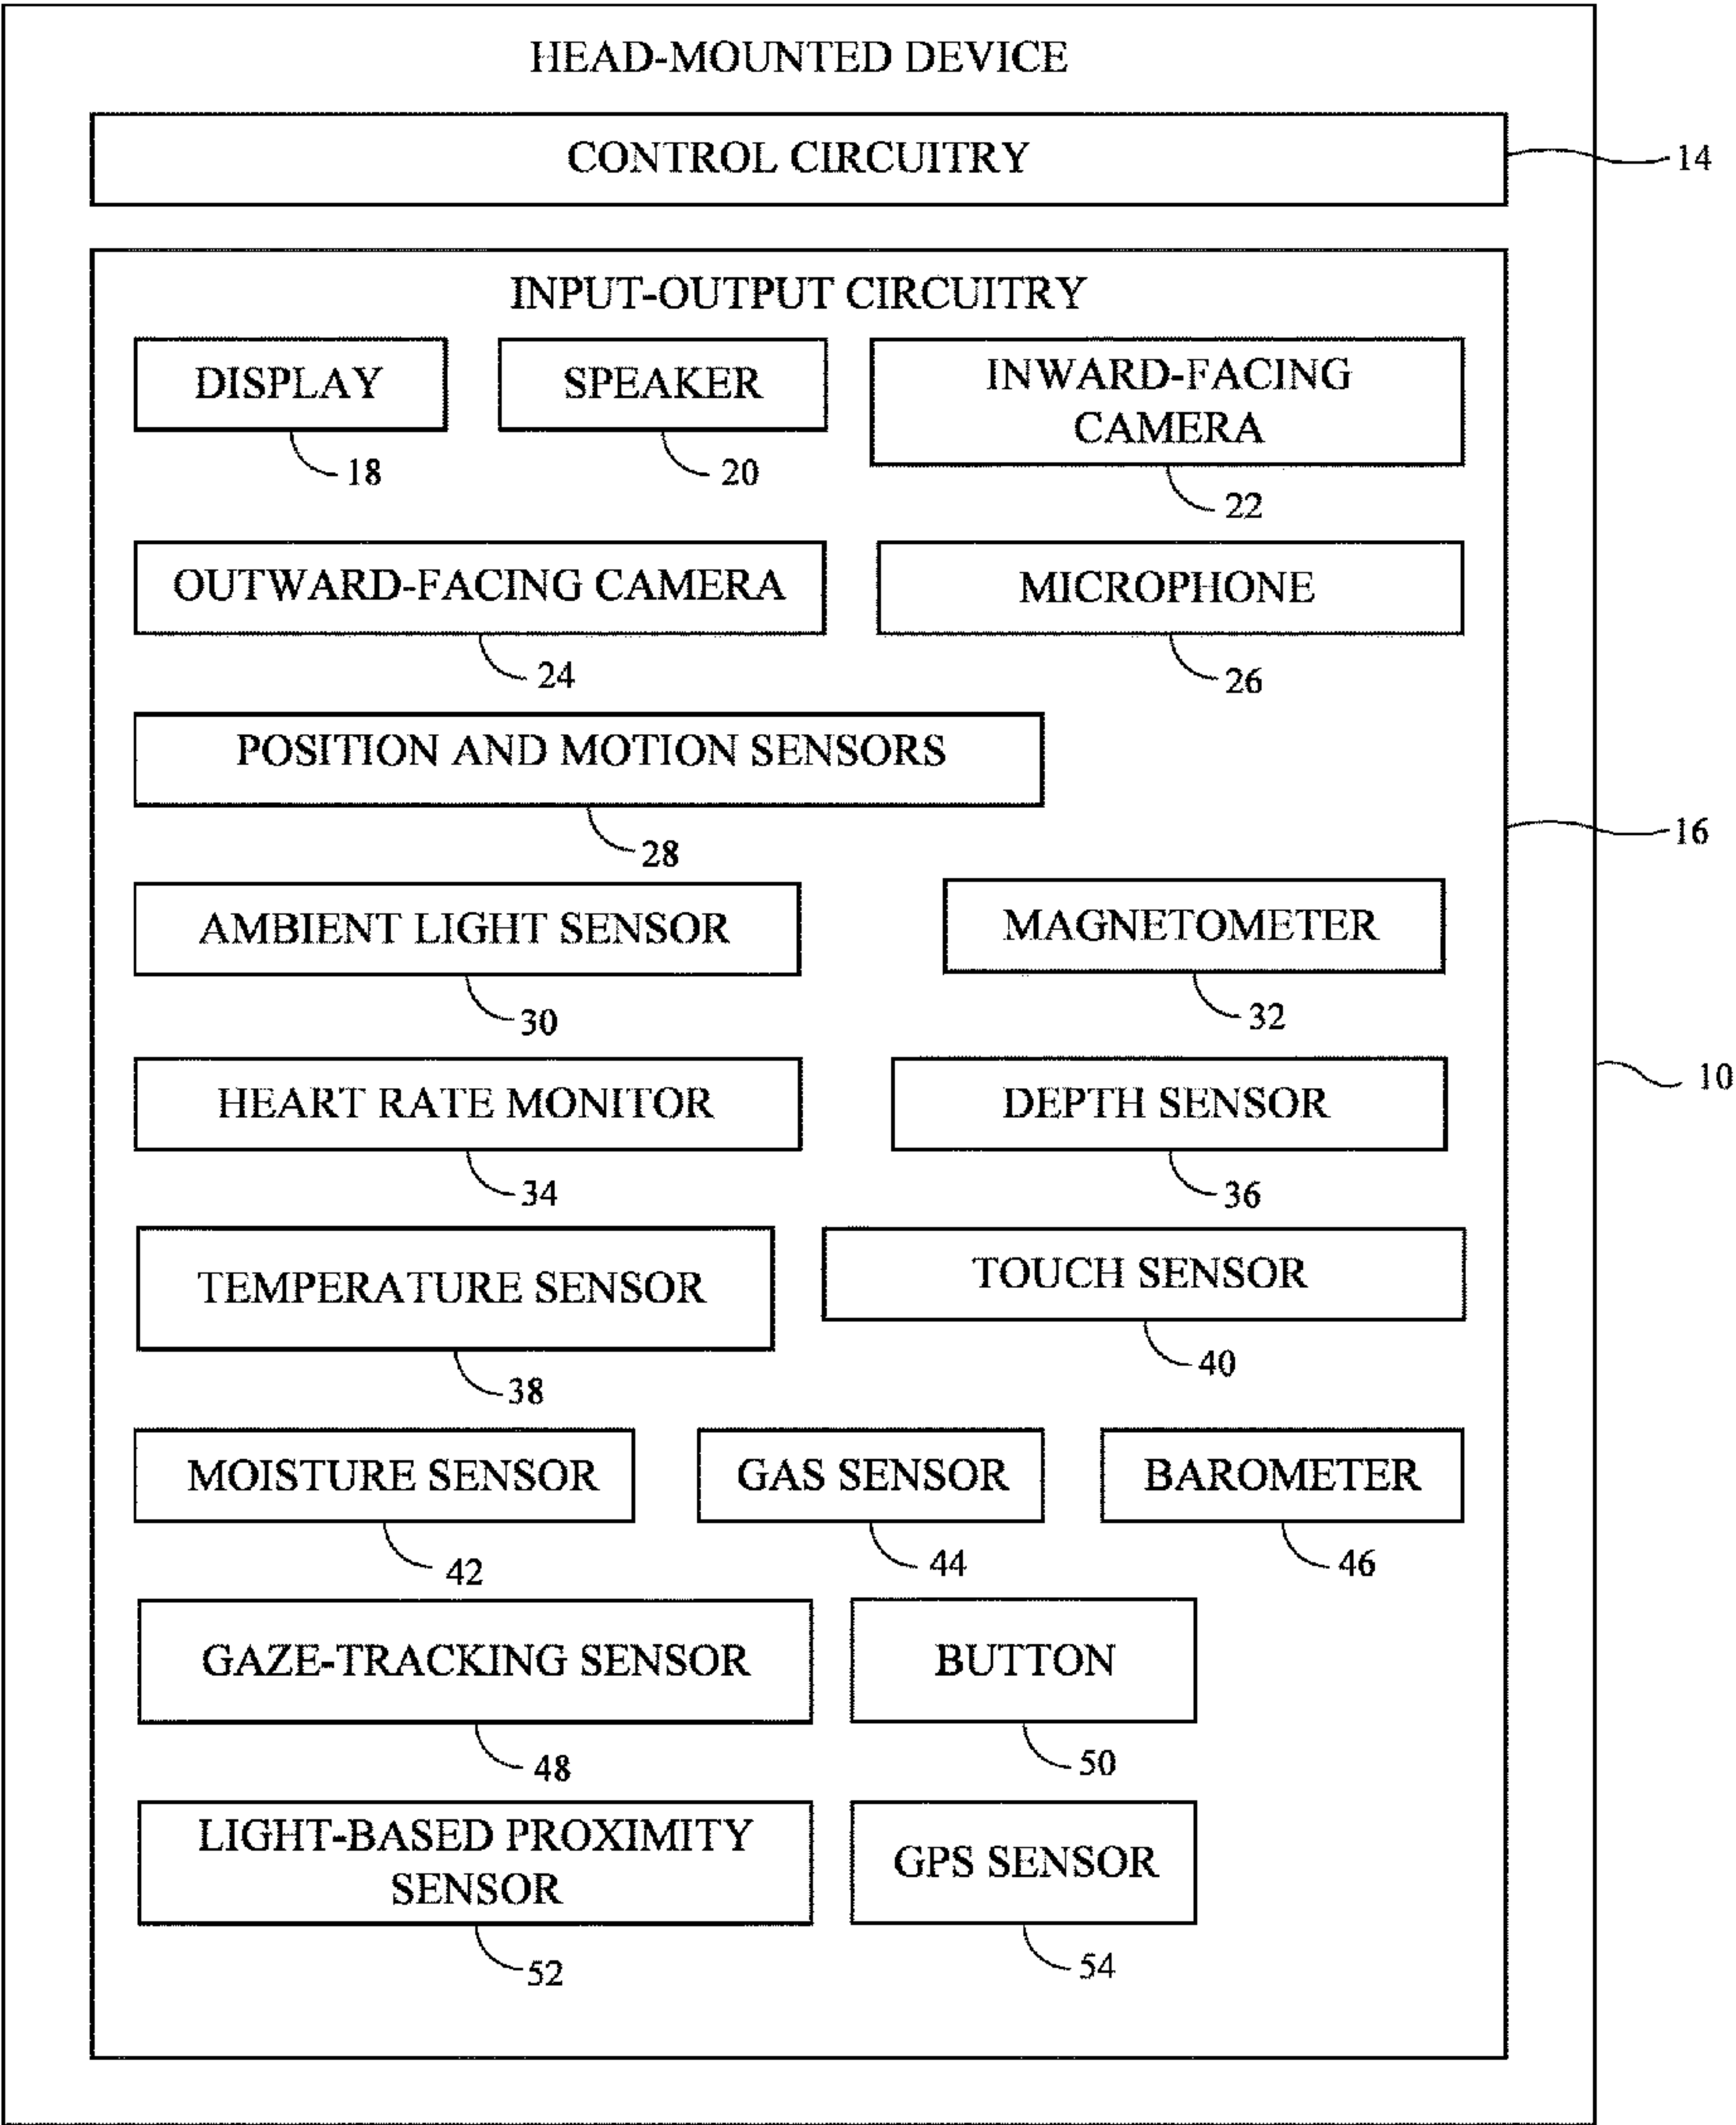 HEAD-MOUNTED DEVICE
CONTROL CIRCUITRY
14
INPUT-OUTPUT CIRCUITRY
DISPLAY
18
SPEAKER
20
INWARD-FACING
CAMERA
22
OUTWARD-FACING CAMERA
24
MICROPHONE
26
POSITION AND MOTION SENSORS
28
16
AMBIENT LIGHT SENSOR
30
MAGNETOMETER
32
10
HEART RATE MONITOR
34
DEPTH SENSOR
36
TEMPERATURE SENSOR
38
TOUCH SENSOR
40
MOISTURE SENSOR
42
GAS SENSOR
44
BAROMETER
46
GAZE-TRACKING SENSOR
48
BUTTON
50
LIGHT-BASED PROXIMITY
SENSOR
52
GPS SENSOR
54